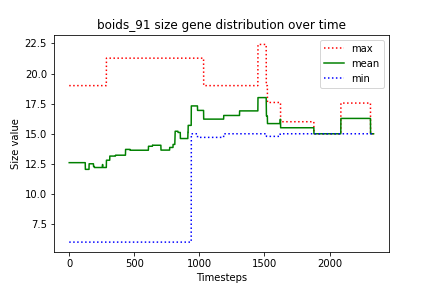 boids_91 size gene distribution over time
22.5
20.0
17.5
15.0
12.5
10.0
7.5
Size value
max
mean
min
0 500 1000 1500 2000
Timesteps